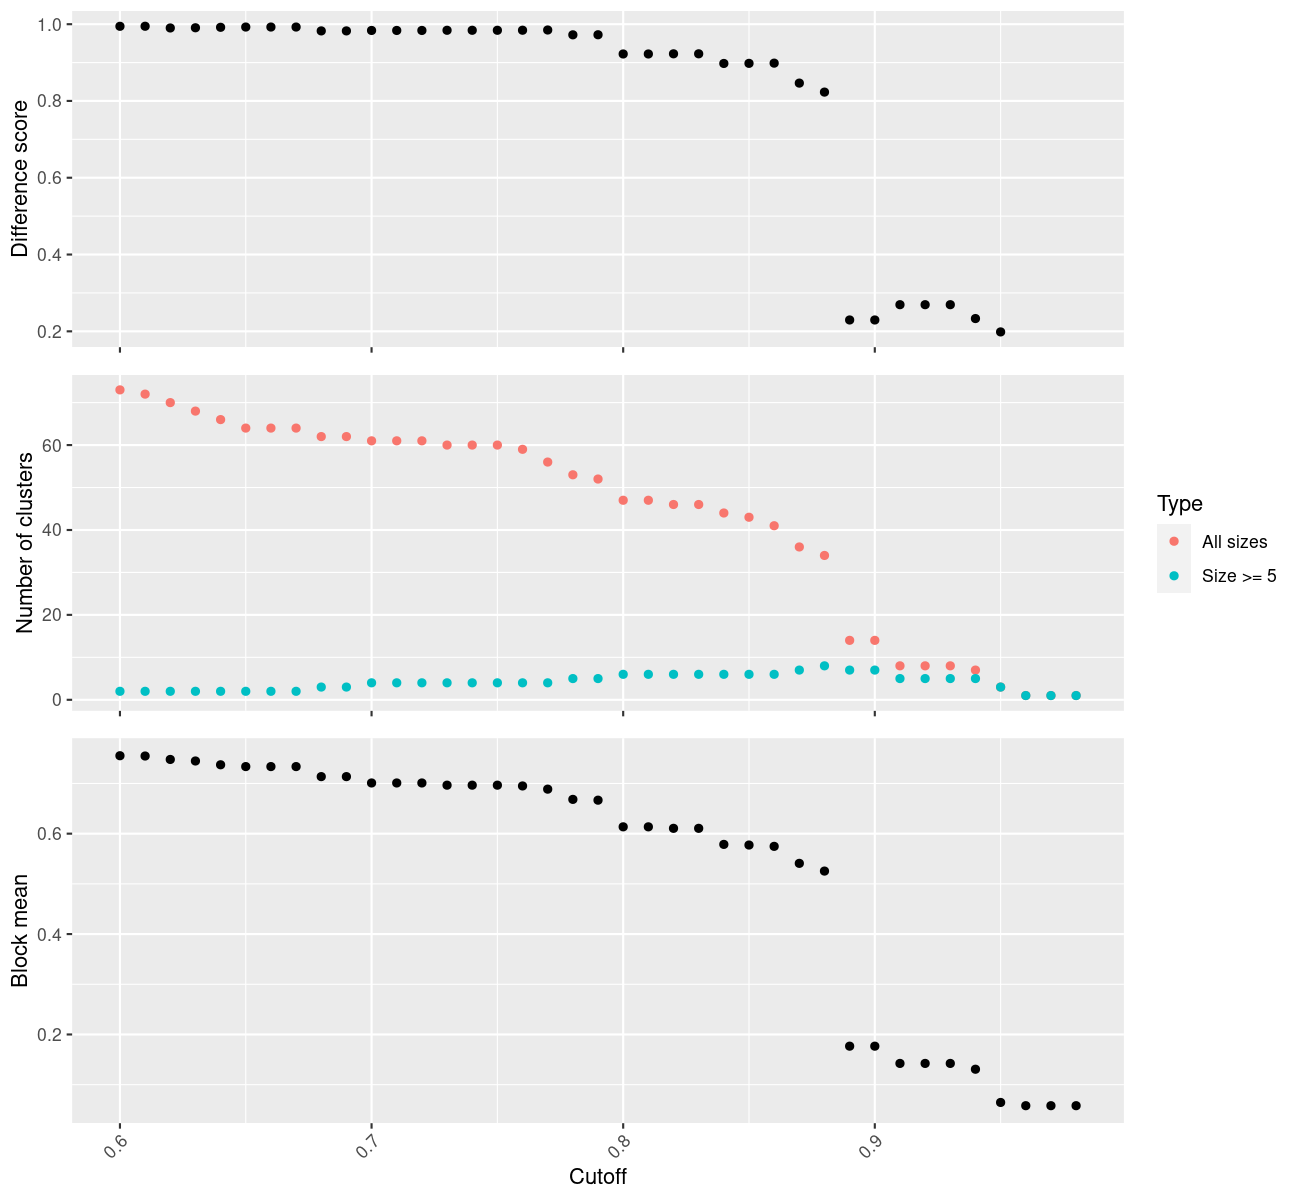 1.0
0.8
0.6
0.4
0.2
Difference score
60
40
20
0
Number of clusters
Type
All sizes
Size >= 5
0.6
0.4
0.2
Block mean
0.6
0.7
0.8
0.9
Cutoff